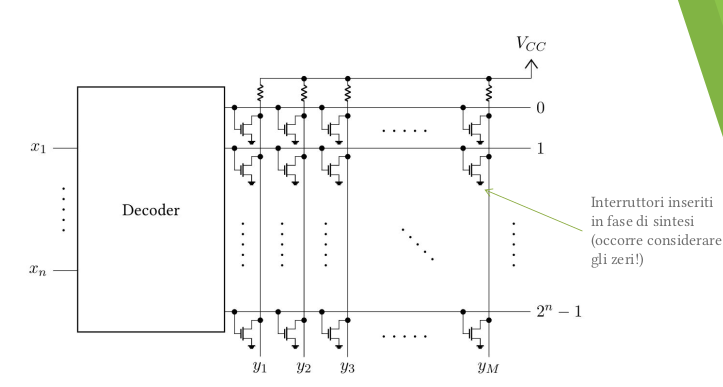 V_{CC}
0
x_1
1
Decoder
Interruttori inseriti
in fase di sintesi
(occorre considerare
gli zeri!)
x_n
2^n − 1
y_1 y_2 y_3 y_M